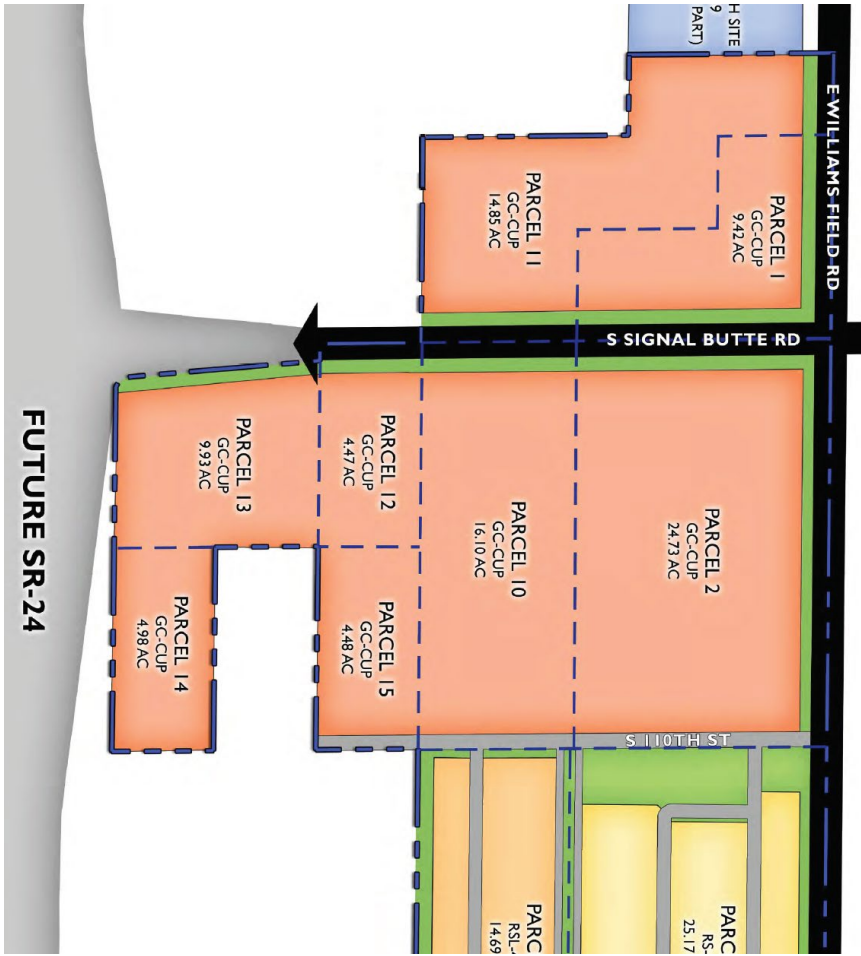 H SITE
9
PART)
E WILLIAMS FIELD RD
PARCEL 1
GC-CUP
9.42 AC
PARCEL 11
GC-CUP
14.85 AC
S SIGNAL BUTTE RD
PARCEL 2
GC-CUP
24.73 AC
PARCEL 10
GC-CUP
16.10 AC
PARCEL 12
GC-CUP
4.47 AC
PARCEL 13
GC-CUP
9.93 AC
PARCEL 15
GC-CUP
4.48 AC
PARCEL 14
GC-CUP
4.98 AC
FUTURE SR-24
S 110TH ST
PARC
RS-
25.17
PARC
RSL-
14.69